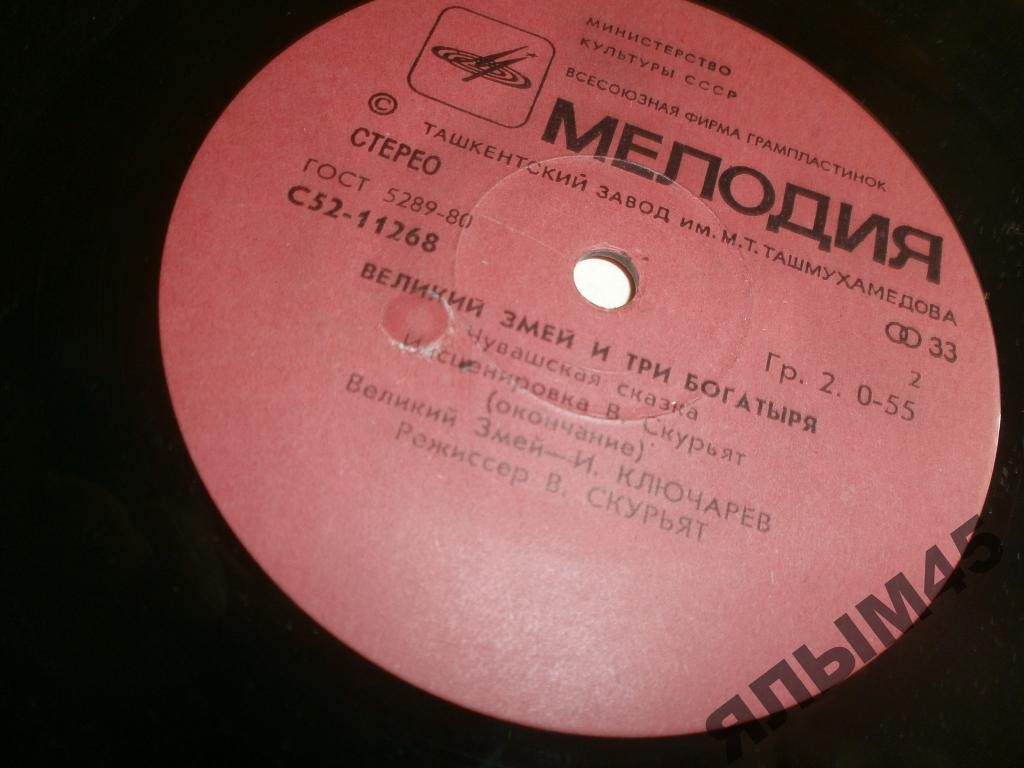 МИНИСТЕРСТВО
КУЛЬТУРЫ СССР
ВСЕСОЮЗНАЯ ФИРМА ГРАМПЛАСТИНОК
МЕЛОДИЯ
ТАШКЕНТСКИЙ ЗАВОД ИМ. М.Т. ТАШМУХАМЕДОВА
©
СТЕРЕО
ГОСТ 5289-80
С52-11268
33
2
Гр. 2. 0-55
ВЕЛИКИЙ ЗМЕЙ И ТРИ БОГАТЫРЯ
Чувашская сказка
Инсценировка В. Скурьят
(окончание)
Великий Змей—И. КЛЮЧАРЕВ
Режиссер В. СКУРЬЯТ
ЯЛЫМ45